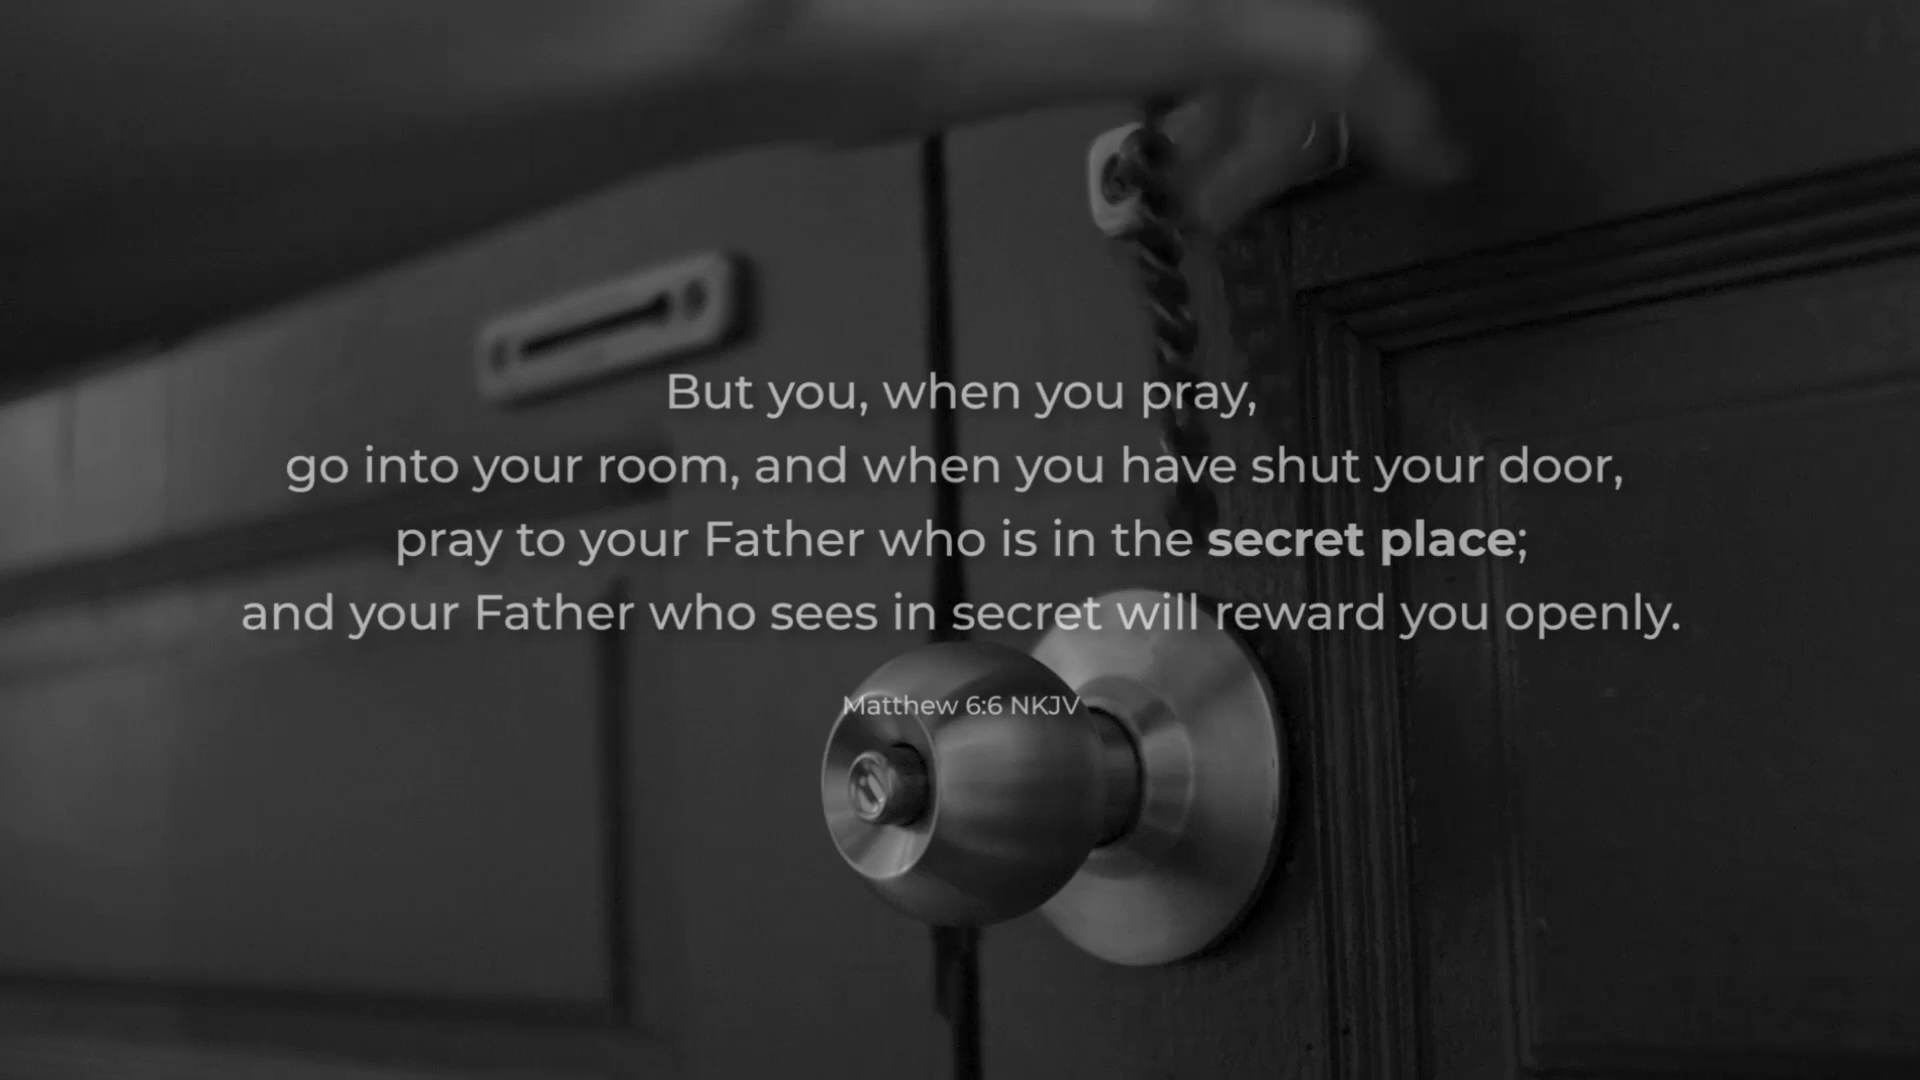 But you, when you pray,
go into your room, and when you have shut your door,
pray to your Father who is in the secret place;
and your Father who sees in secret will reward you openly.
Matthew 6:6 NKJV